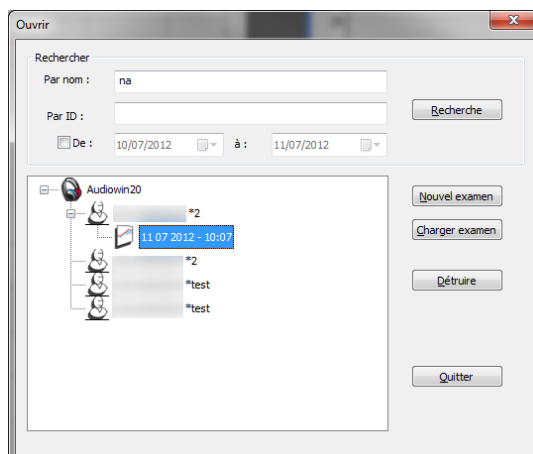 Ouvrir
Rechercher
Par nom :
na
Par ID :
Recherche
De :
10/07/2012
à :
11/07/2012
Audiowin20
Nouvel examen
*2
11 07 2012 - 10:07
Charger examen
*2
*test
Détruire
*test
Quitter